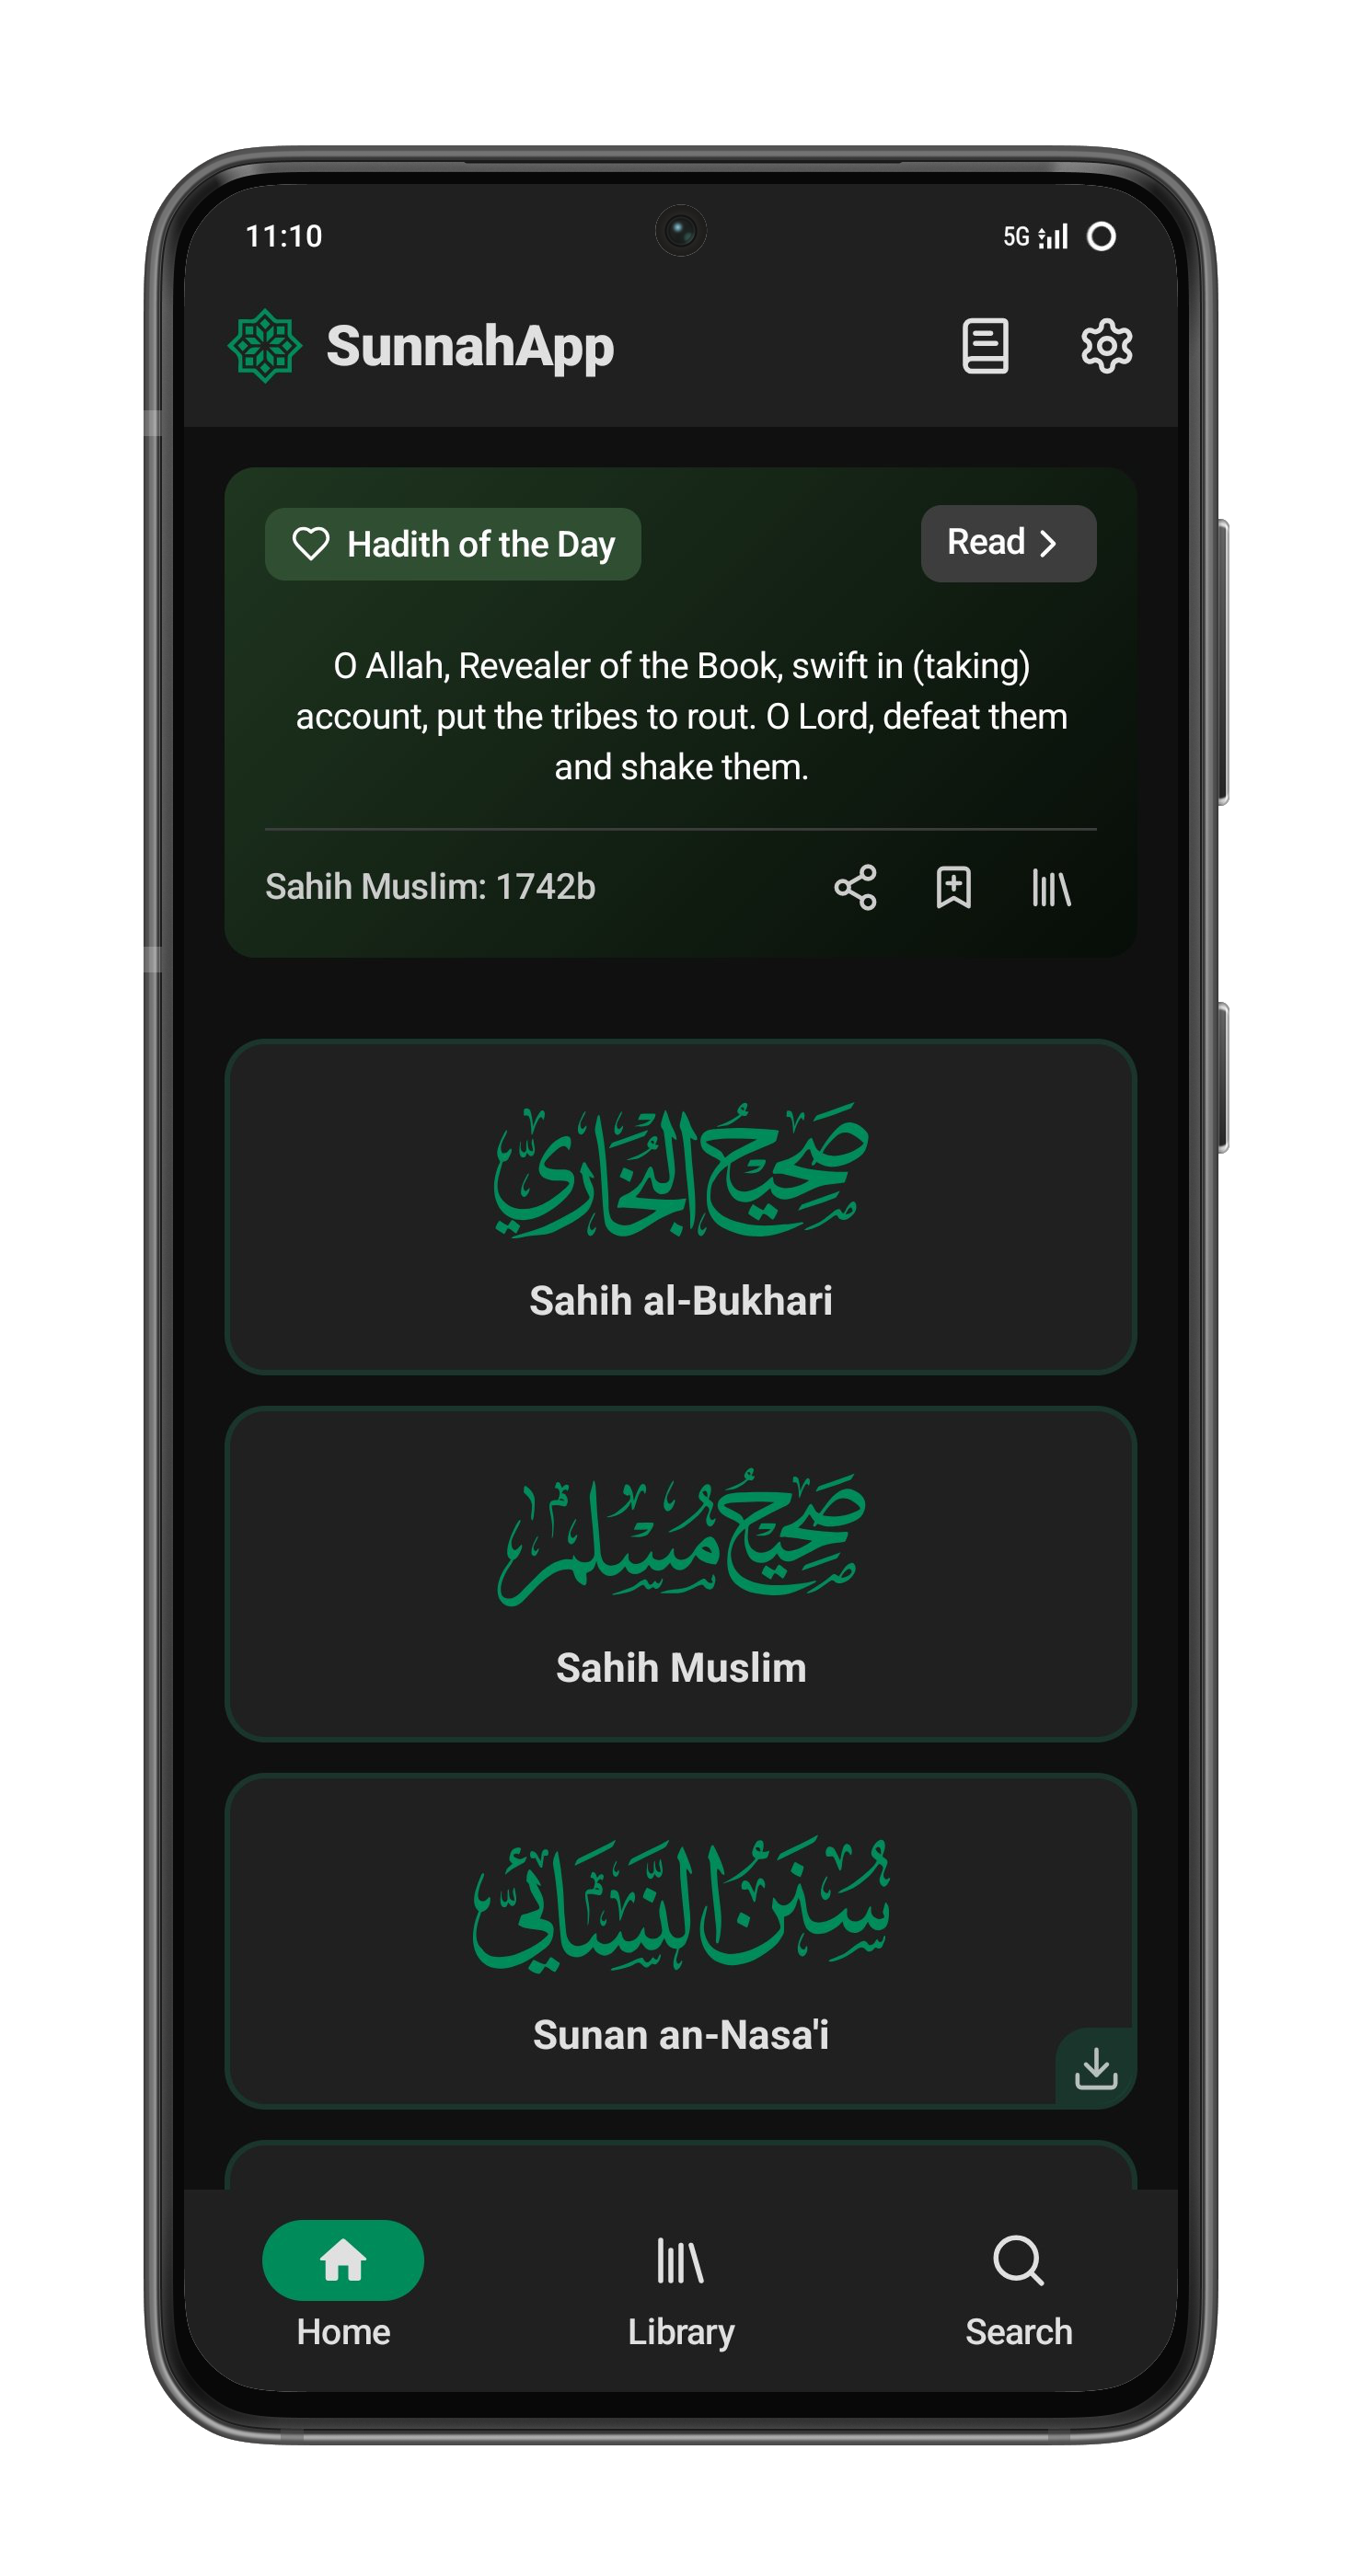 11:10
5G
SunnahApp
Hadith of the Day
Read
O Allah, Revealer of the Book, swift in (taking)
account, put the tribes to rout. O Lord, defeat them
and shake them.
Sahih Muslim: 1742b
صَحِيحُ البُخَارِيِّ
Sahih al-Bukhari
صَحِيحُ مُسْلِمٍ
Sahih Muslim
سُنَنُ النَّسَائِيِّ
Sunan an-Nasa'i
Home
Library
Search